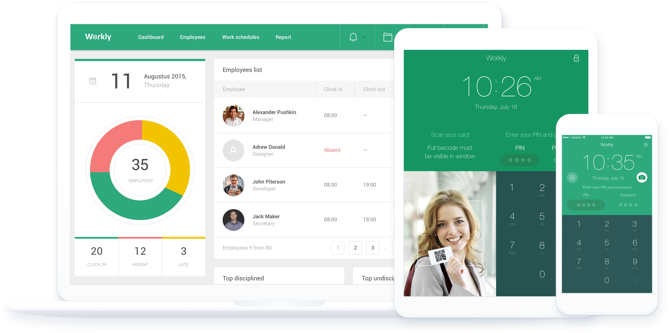 Workly
Dashboard
Employees
Work schedules
Report
11
Augustus 2015,
Thursday
35
EMPLOYEES
20
CLOCK IN
12
ABSENT
3
LATE
Employees list
Employee
Clock in
Clock out
Alexander Pushkin
Manager
08:00
--
Adrew Donald
Designer
Absent
--
John Piterson
Developer
08:00
19:00
Jack Maker
Secretary
08:00
19:00
Employees 9 from 80
1
2
3
...
Top disciplined
Top undiscip
Workly
10:26 AM
Thursday, July 16
Scan your card
Full barcode must
be visible in window
Enter your PIN and p
PIN
1
2
4
5
7
8
0
Workly
10:35
Thursday, July 16
Enter your PIN and password
PIN
Password
1
2
3
4
5
6
7
8
9
0